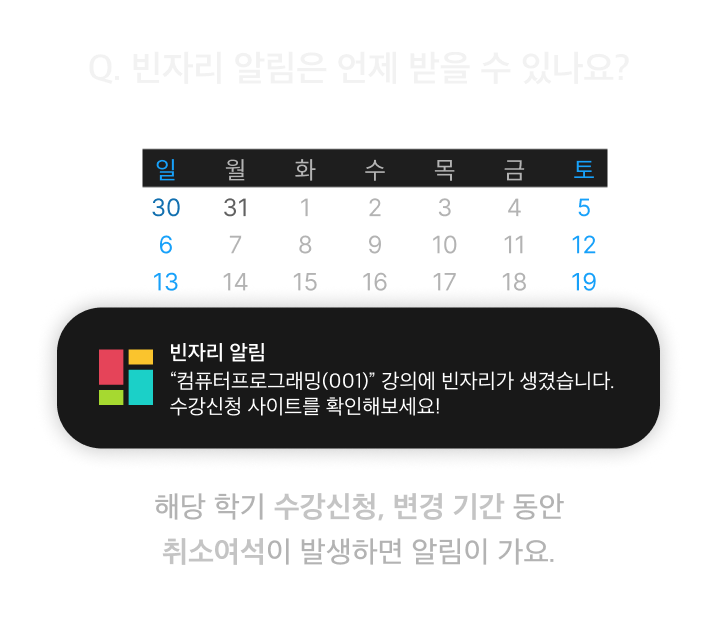 Q. 빈자리 알림은 언제 받을 수 있나요?
일 월 화 수 목 금 토
30 31 1 2 3 4 5
6 7 8 9 10 11 12
13 14 15 16 17 18 19
빈자리 알림
“컴퓨터프로그래밍(001)” 강의에 빈자리가 생겼습니다.
수강신청 사이트를 확인해보세요!
해당 학기 수강신청, 변경 기간 동안
취소여석이 발생하면 알림이 가요.